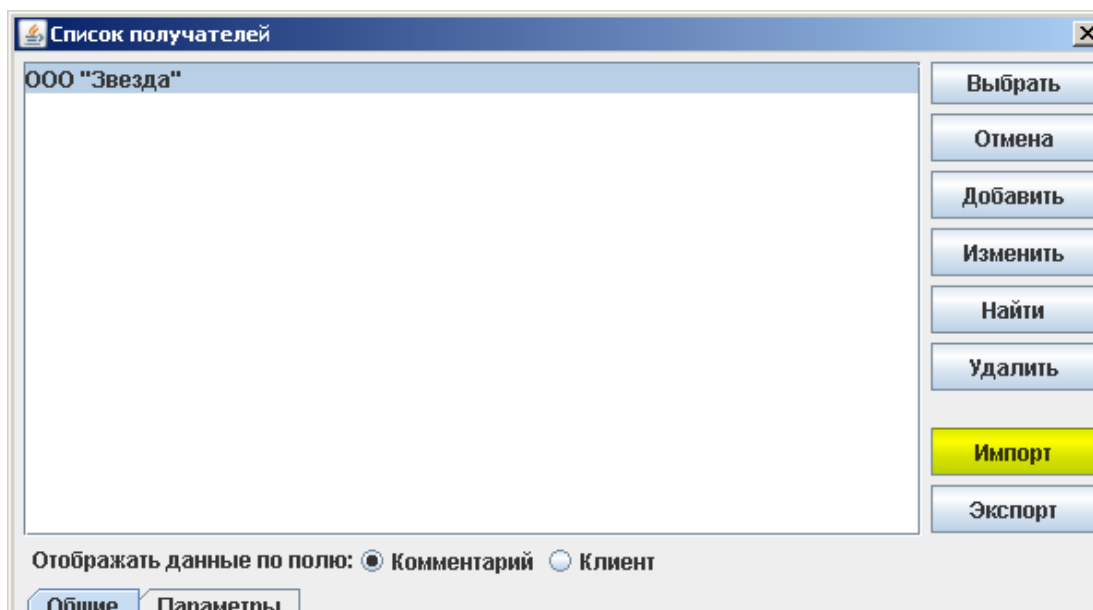 Список получателей
ООО "Звезда"
Выбрать
Отмена
Добавить
Изменить
Найти
Удалить
Импорт
Экспорт
Отображать данные по полю: Комментарий Клиент
Общие Параметры